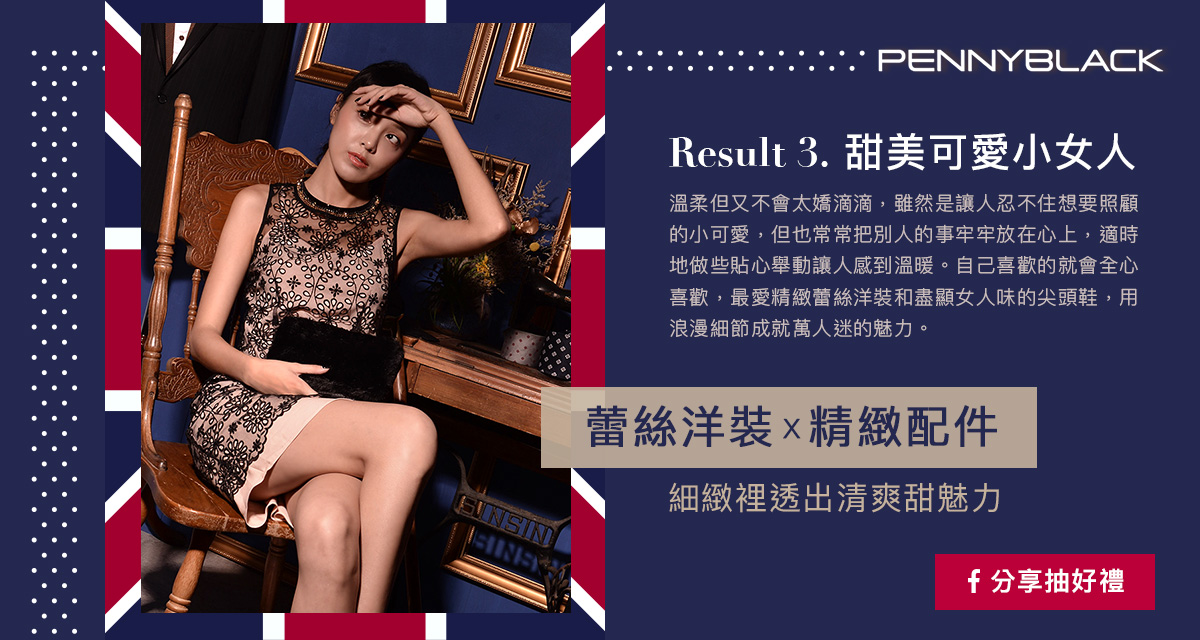 PENNYBLACK
Result 3. 甜美可愛小女人
溫柔但又不會太嬌滴滴，雖然是讓人忍不住想要照顧
的小可愛，但也常常把別人的事牢牢放在心上，適時
地做些貼心舉動讓人感到溫暖。自己喜歡的就會全心
喜歡，最愛精緻蕾絲洋裝和盡顯女人味的尖頭鞋，用
浪漫細節成就萬人迷的魅力。
蕾絲洋裝 x 精緻配件
細緻裡透出清爽甜魅力
f 分享抽好禮